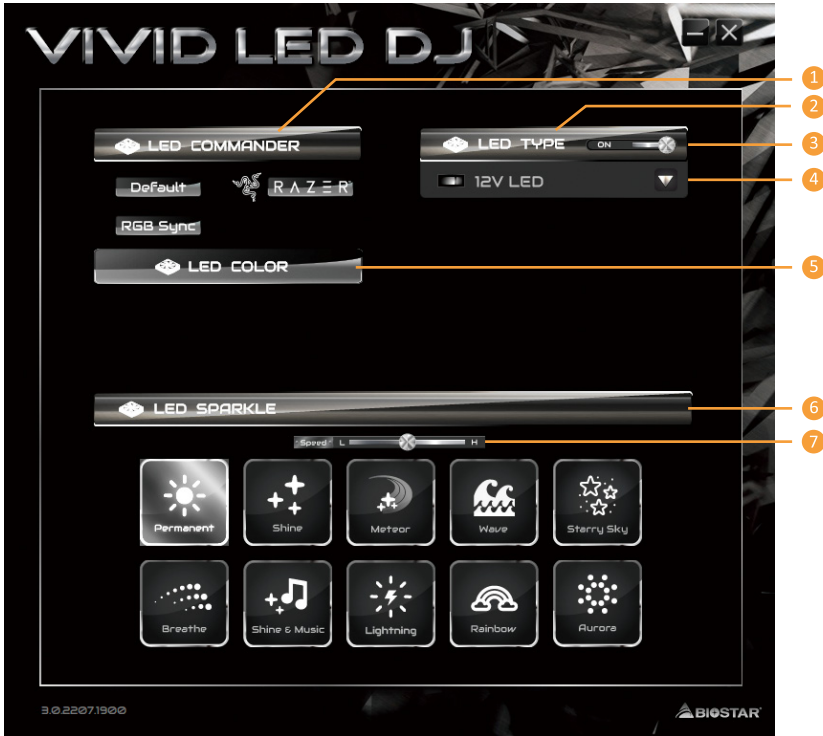 VIVID LED DJ
1
2
LED COMMANDER
LED TYPE ON
3
Default RAZER
12V LED
4
RGB Sync
LED COLOR
5
LED SPARKLE
6
Speed L H
7
Permanent Shine Meteor Wave Starry Sky
Breathe Shine & Music Lightning Rainbow Aurora
3.0.2207.1900
BIOSTAR